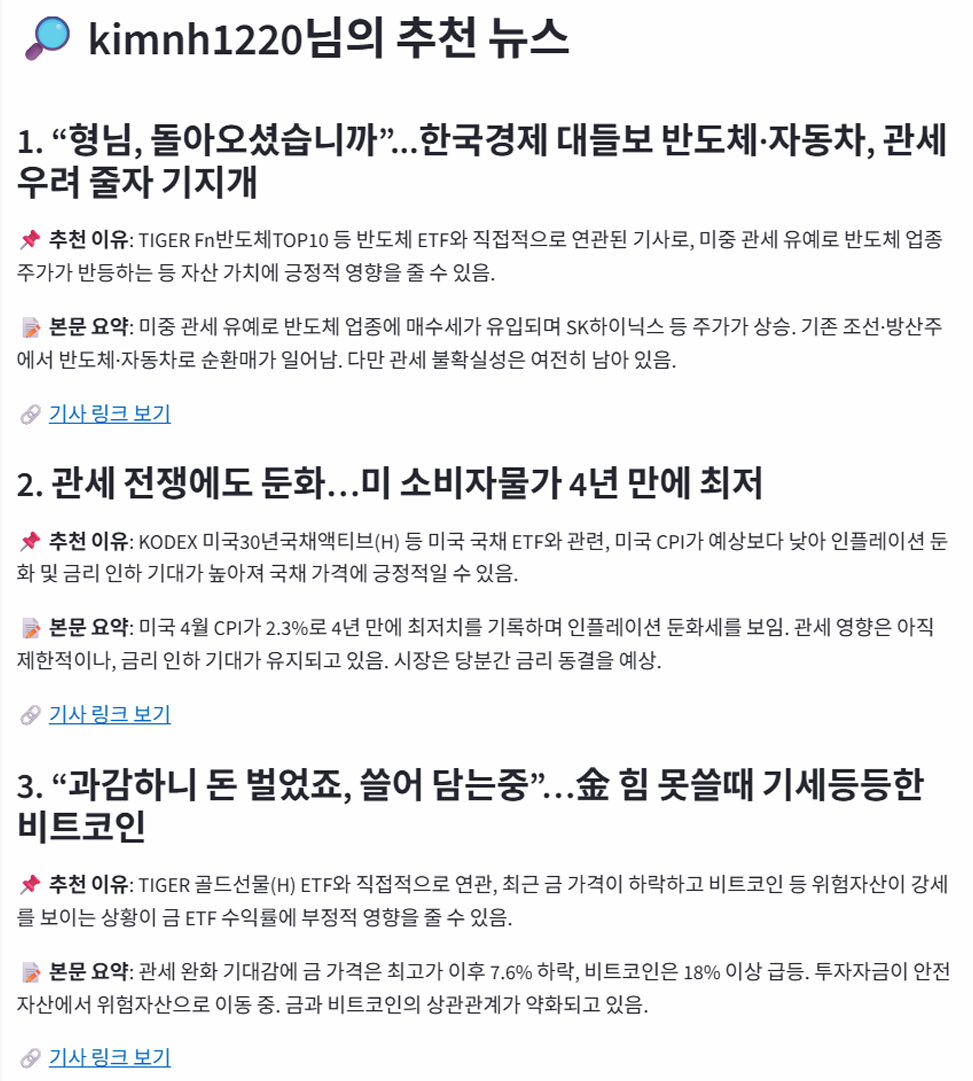 🔎 kimnh1220님의 추천 뉴스
1. “형님, 돌아오셨습니까”...한국경제 대들보 반도체·자동차, 관세
우려 줄자 기지개
📌 추천 이유: TIGER Fn반도체TOP10 등 반도체 ETF와 직접적으로 연관된 기사로, 미중 관세 유예로 반도체 업종
주가가 반등하는 등 자산 가치에 긍정적 영향을 줄 수 있음.
📝 본문 요약: 미중 관세 유예로 반도체 업종에 매수세가 유입되며 SK하이닉스 등 주가가 상승. 기존 조선·방산주
에서 반도체·자동차로 순환매가 일어남. 다만 관세 불확실성은 여전히 남아 있음.
🔗 기사 링크 보기
2. 관세 전쟁에도 둔화…미 소비자물가 4년 만에 최저
📌 추천 이유: KODEX 미국30년국채액티브(H) 등 미국 국채 ETF와 관련, 미국 CPI가 예상보다 낮아 인플레이션 둔
화 및 금리 인하 기대가 높아져 국채 가격에 긍정적일 수 있음.
📝 본문 요약: 미국 4월 CPI가 2.3%로 4년 만에 최저치를 기록하며 인플레이션 둔화세를 보임. 관세 영향은 아직
제한적이나, 금리 인하 기대가 유지되고 있음. 시장은 당분간 금리 동결을 예상.
🔗 기사 링크 보기
3. “과감하니 돈 벌었죠, 쓸어 담는중”…金 힘 못쓸때 기세등등한
비트코인
📌 추천 이유: TIGER 골드선물(H) ETF와 직접적으로 연관, 최근 금 가격이 하락하고 비트코인 등 위험자산이 강세
를 보이는 상황이 금 ETF 수익률에 부정적 영향을 줄 수 있음.
📝 본문 요약: 관세 완화 기대감에 금 가격은 최고가 이후 7.6% 하락, 비트코인은 18% 이상 급등. 투자자금이 안전
자산에서 위험자산으로 이동 중. 금과 비트코인의 상관관계가 약화되고 있음.
🔗 기사 링크 보기